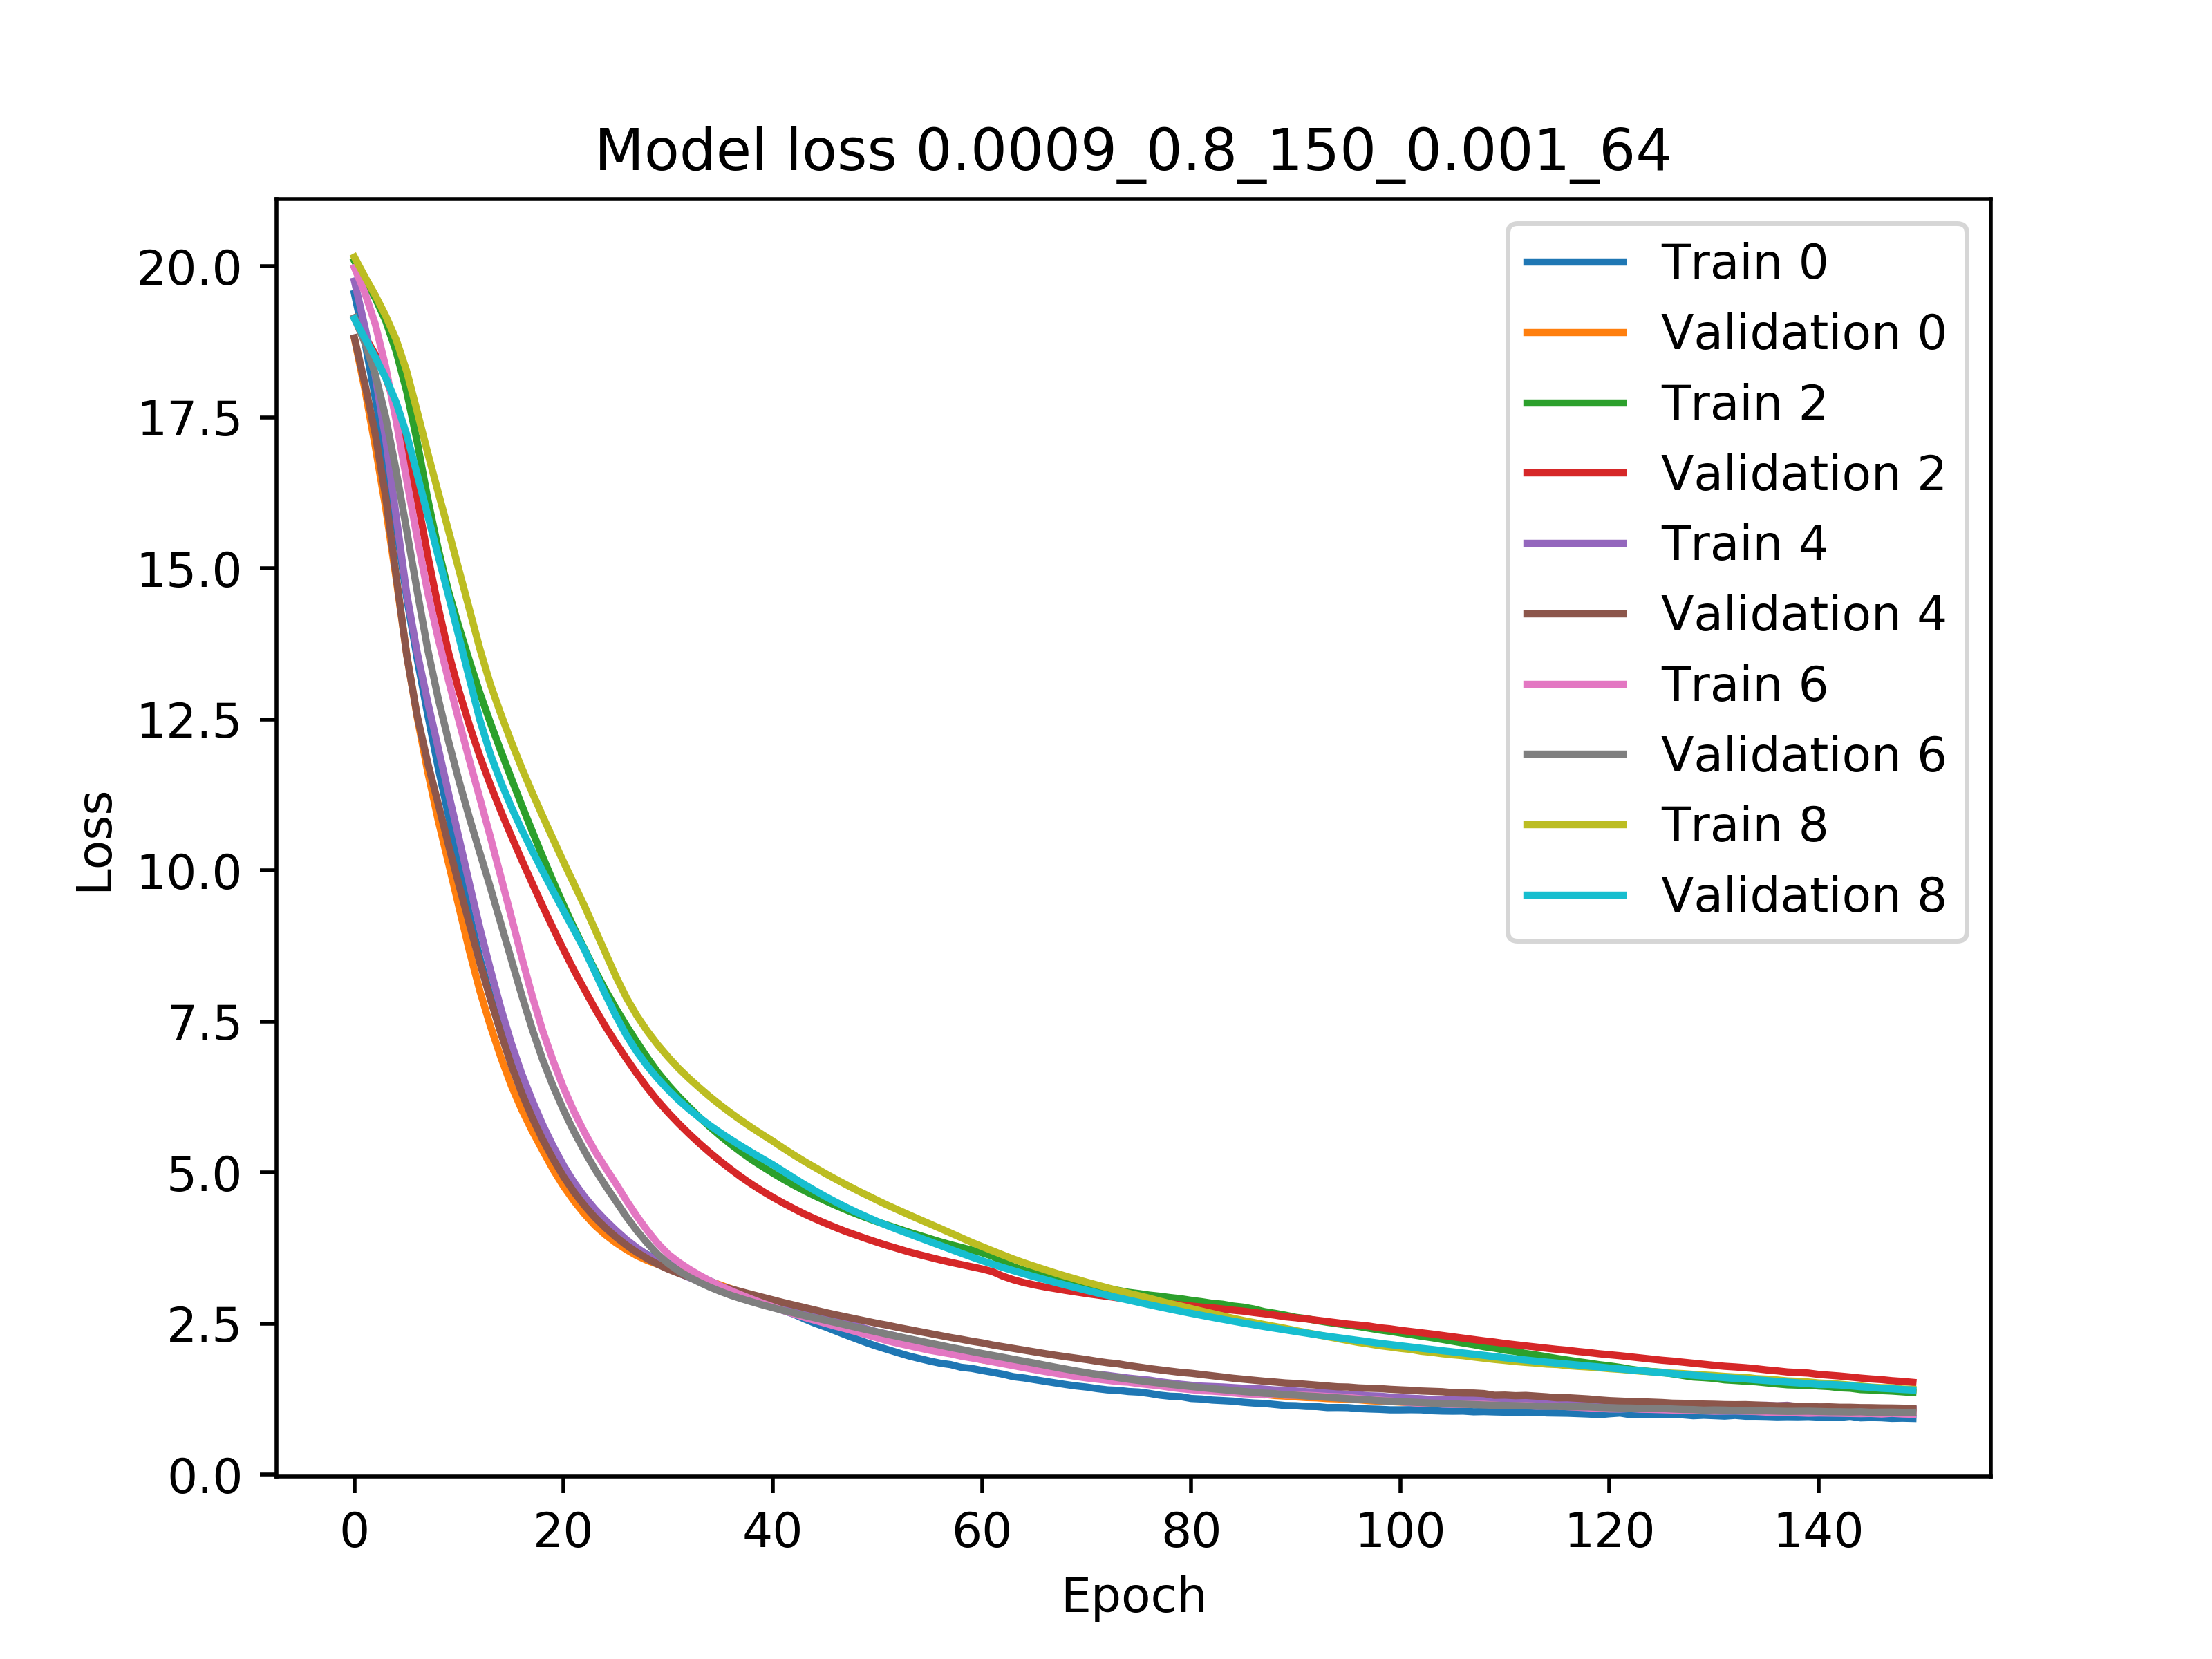 Model loss 0.0009_0.8_150_0.001_64
Train 0
Validation 0
Train 2
Validation 2
Train 4
Validation 4
Train 6
Validation 6
Train 8
Validation 8
Loss
20.0
17.5
15.0
12.5
10.0
7.5
5.0
2.5
0.0
0 20 40 60 80 100 120 140
Epoch